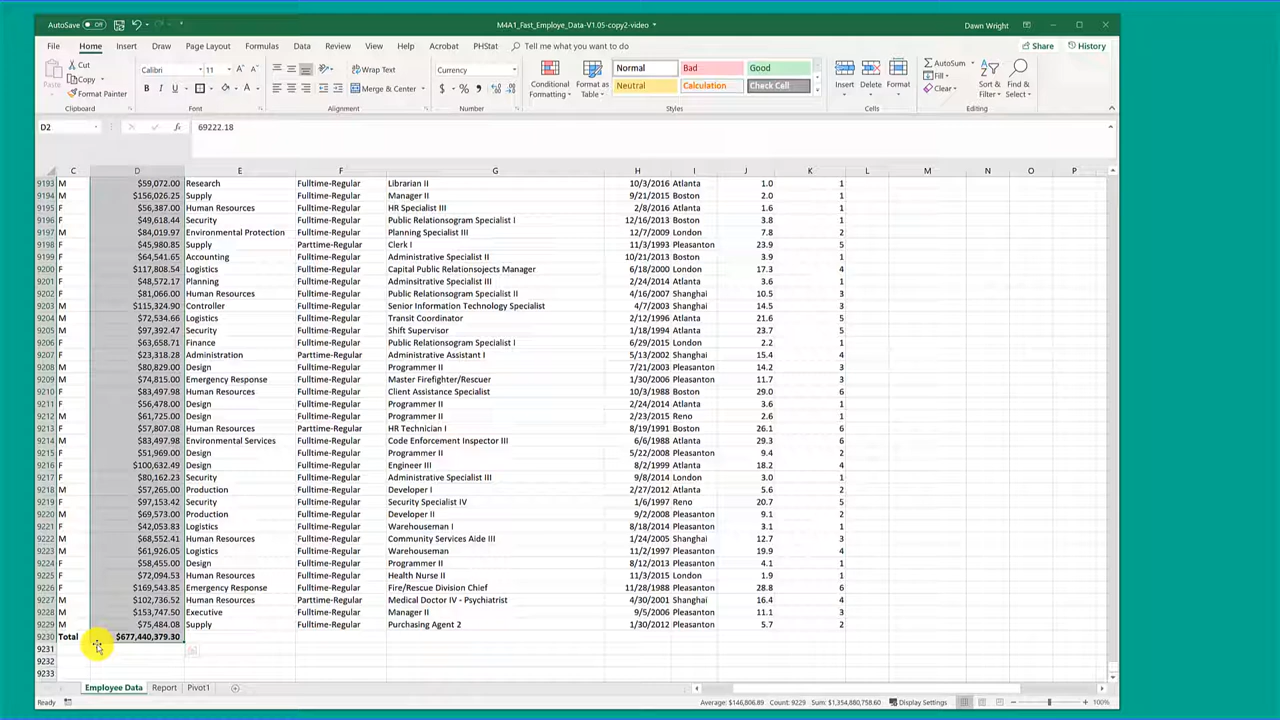 AutoSave Off M4A1_Fast_Employe_Data-V1.05-copy2-video Dawn Wright
File Home Insert Draw Page Layout Formulas Data Review View Help Acrobat PHStat Tell me what you want to do Share History
Cut Copy Format Painter Paste Clipboard
Calibri 11 B I U Font
Wrap Text Merge & Center Alignment
Currency $ % Number
Conditional Formatting Format as Table Normal Bad Good Neutral Calculation Check Cell Styles
Insert Delete Format Cells
AutoSum Fill Clear Sort & Filter Find & Select Editing
D2 fx 69222.18
C D E F G H I J K L M N O P
9193 M $59,072.00 Research Fulltime-Regular Librarian II 10/3/2016 Atlanta 1.0 1
9194 M $156,026.25 Supply Fulltime-Regular Manager II 9/21/2015 Boston 2.0 1
9195 F $56,387.00 Human Resources Fulltime-Regular HR Specialist III 2/8/2016 Atlanta 1.6 1
9196 F $49,618.44 Security Fulltime-Regular Public Relationsogram Specialist I 12/16/2013 Boston 3.8 1
9197 M $84,019.97 Environmental Protection Fulltime-Regular Planning Specialist III 12/7/2009 London 7.8 2
9198 F $45,980.85 Supply Parttime-Regular Clerk I 11/3/1993 Pleasanton 23.9 5
9199 F $64,541.65 Accounting Fulltime-Regular Administrative Specialist II 10/21/2013 Boston 3.9 1
9200 F $117,808.54 Logistics Fulltime-Regular Capital Public Relationsojects Manager 6/18/2000 London 17.3 4
9201 F $48,572.17 Planning Fulltime-Regular Adminsitrative Specialist III 2/24/2014 Atlanta 3.6 1
9202 F $81,066.00 Human Resources Fulltime-Regular Public Relationsogram Specialist II 4/16/2007 Shanghai 10.5 3
9203 M $115,324.90 Controller Fulltime-Regular Senior Information Technology Specialist 4/7/2003 Shanghai 14.5 3
9204 M $72,534.66 Logistics Fulltime-Regular Transit Coordinator 2/12/1996 Atlanta 21.6 5
9205 M $97,392.47 Security Fulltime-Regular Shift Supervisor 1/18/1994 Atlanta 23.7 5
9206 F $63,658.71 Finance Fulltime-Regular Public Relationsogram Specialist I 6/29/2015 London 2.2 1
9207 F $23,318.28 Administration Parttime-Regular Administrative Assistant I 5/13/2002 Shanghai 15.4 4
9208 M $80,829.00 Design Fulltime-Regular Programmer II 7/21/2003 Pleasanton 14.2 3
9209 M $74,815.00 Emergency Response Fulltime-Regular Master Firefighter/Rescuer 1/30/2006 Atlanta 11.7 3
9210 M $83,497.98 Human Resources Fulltime-Regular Client Assistance Specialist 10/3/1988 Boston 29.0 6
9211 F $56,478.00 Design Fulltime-Regular Programmer II 2/24/2014 Atlanta 3.6 1
9212 M $61,725.00 Design Fulltime-Regular Programmer II 2/23/2015 Reno 2.6 1
9213 F $57,807.08 Human Resources Parttime-Regular HR Technician I 8/19/1991 Boston 26.1 6
9214 M $83,497.98 Environmental Services Fulltime-Regular Code Enforcement Inspector III 6/6/1988 Atlanta 29.3 6
9215 M $51,969.00 Design Fulltime-Regular Programmer II 5/22/2008 Pleasanton 9.4 2
9216 M $100,632.49 Design Fulltime-Regular Engineer III 8/2/1999 Atlanta 18.2 4
9217 F $80,162.23 Security Fulltime-Regular Administrative Specialist III 9/8/2014 London 3.0 1
9218 M $57,265.00 Production Fulltime-Regular Developer I 2/27/2012 Atlanta 5.6 2
9219 F $97,153.42 Security Fulltime-Regular Security Specialist IV 1/6/1997 Reno 20.7 5
9220 M $69,573.00 Production Fulltime-Regular Developer II 9/2/2008 Pleasanton 9.1 2
9221 F $42,053.83 Logistics Fulltime-Regular Warehouseman I 8/18/2014 Pleasanton 3.1 1
9222 M $68,552.41 Human Resources Fulltime-Regular Community Services Aide III 1/24/2005 Shanghai 12.7 3
9223 M $61,926.05 Logistics Fulltime-Regular Warehouseman 11/2/1997 Pleasanton 19.9 4
9224 F $58,455.00 Design Fulltime-Regular Programmer II 8/12/2013 Pleasanton 4.1 1
9225 F $72,094.53 Human Resources Fulltime-Regular Health Nurse II 11/3/2015 London 1.9 1
9226 F $169,543.85 Emergency Response Fulltime-Regular Fire/Rescue Division Chief 11/28/1988 Pleasanton 28.8 6
9227 M $102,736.52 Human Resources Parttime-Regular Medical Doctor IV - Psychiatrist 4/30/2001 Shanghai 16.4 4
9228 M $153,747.50 Executive Fulltime-Regular Manager II 9/5/2006 Pleasanton 11.1 3
9229 M $75,484.08 Supply Fulltime-Regular Purchasing Agent 2 1/30/2012 Pleasanton 5.7 2
9230 Total $677,440,379.30
9231
9232
9233
Employee Data Report Pivot1
Ready Average: $146,806.89 Count: 9229 Sum: $1,354,880,758.60 Display Settings 100%